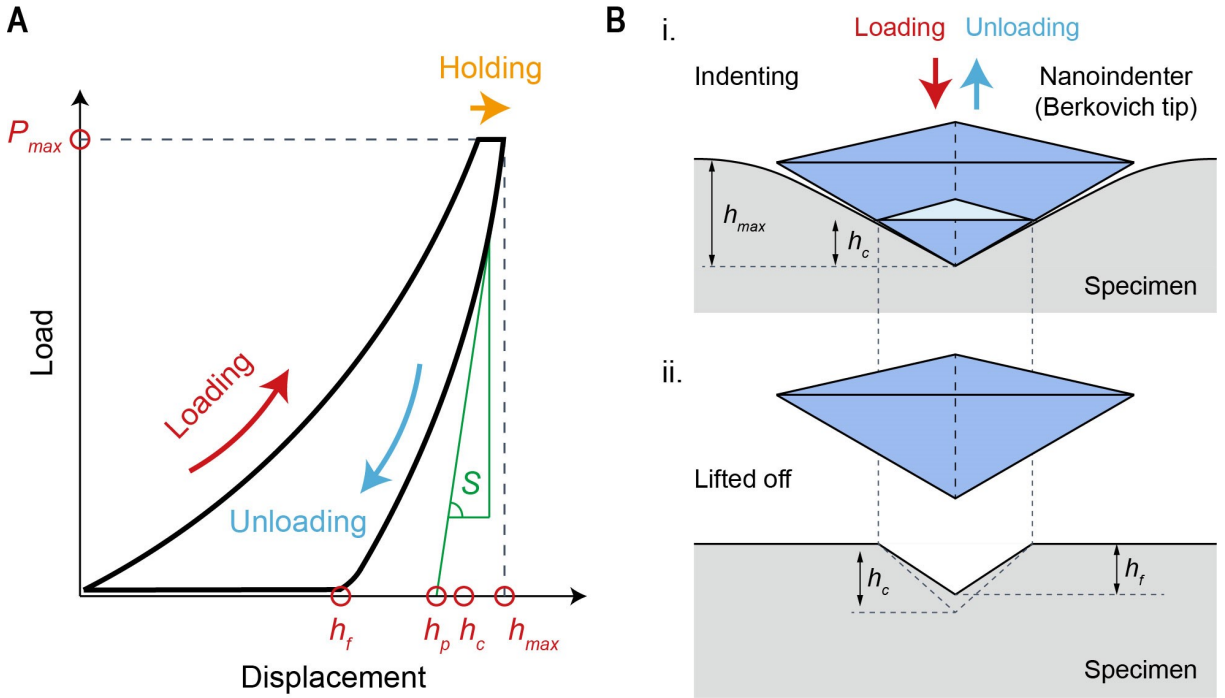 A
Holding
P_max
Load
Loading
Unloading
S
h_f
h_p
h_c
h_max
Displacement
B
i.
Loading
Unloading
Indenting
Nanoindenter
(Berkovich tip)
h_max
h_c
Specimen
ii.
Lifted off
h_c
h_f
Specimen